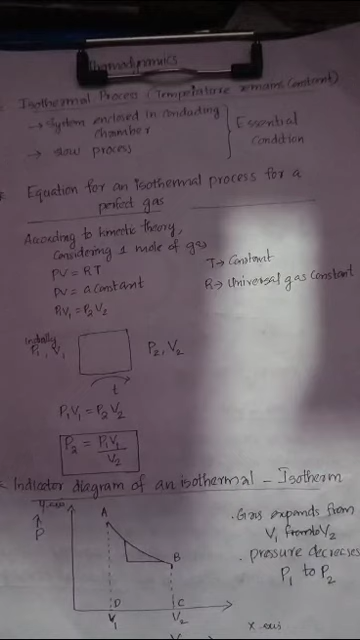 Thermodynamics
Isothermal Process (Temperature remains Constant)
→ System enclosed in conducting chamber
→ slow process
Essential Condition
Equation for an isothermal process for a perfect gas
According to kinetic theory,
Considering 1 mole of gas
PV = RT
PV = a Constant
P₁V₁ = P₂V₂
T → Constant
R → Universal gas Constant
Initially
P₁, V₁
P₂, V₂
t
P₁V₁ = P₂V₂
P₂ = P₁V₁ / V₂
Indicator diagram of an isothermal - Isotherm
↑
P
A
B
D
C
V₁
V₂
x axis
. Gas expands from
V₁ to V₂
. pressure decreases
P₁ to P₂